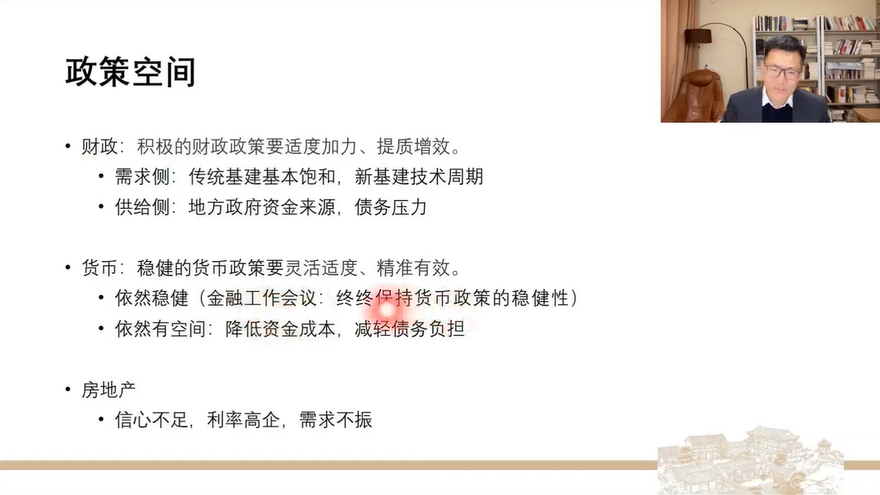 政策空间
• 财政：积极的财政政策要适度加力、提质增效。
• 需求侧：传统基建基本饱和，新基建技术周期
• 供给侧：地方政府资金来源，债务压力
• 货币：稳健的货币政策要灵活适度、精准有效。
• 依然稳健（金融工作会议：终终保持货币政策的稳健性）
• 依然有空间：降低资金成本，减轻债务负担
• 房地产
• 信心不足，利率高企，需求不振